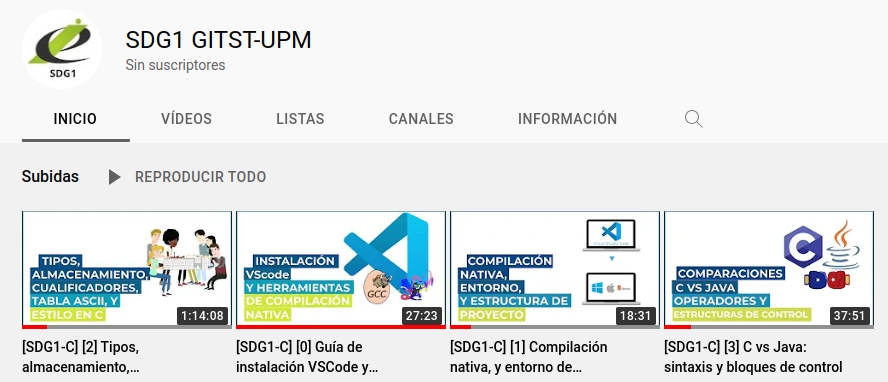 SDG1
SDG1 GITST-UPM
Sin suscriptores
INICIO
VÍDEOS
LISTAS
CANALES
INFORMACIÓN
Subidas
REPRODUCIR TODO
TIPOS,
ALMACENAMIENTO,
CUALIFICADORES,
TABLA ASCII, Y
ESTILO EN C
1:14:08
[SDG1-C] [2] Tipos,
almacenamiento,…
INSTALACIÓN
VScode
Y HERRAMIENTAS
DE COMPILACIÓN
NATIVA
GCC
27:23
[SDG1-C] [0] Guía de
instalación VSCode y…
COMPILACIÓN
NATIVA,
ENTORNO,
Y ESTRUCTURA DE
PROYECTO
18:31
[SDG1-C] [1] Compilación
nativa, y entorno de…
C
COMPARACIONES
C VS JAVA
OPERADORES Y
ESTRUCTURAS DE CONTROL
37:51
[SDG1-C] [3] C vs Java:
sintaxis y bloques de control